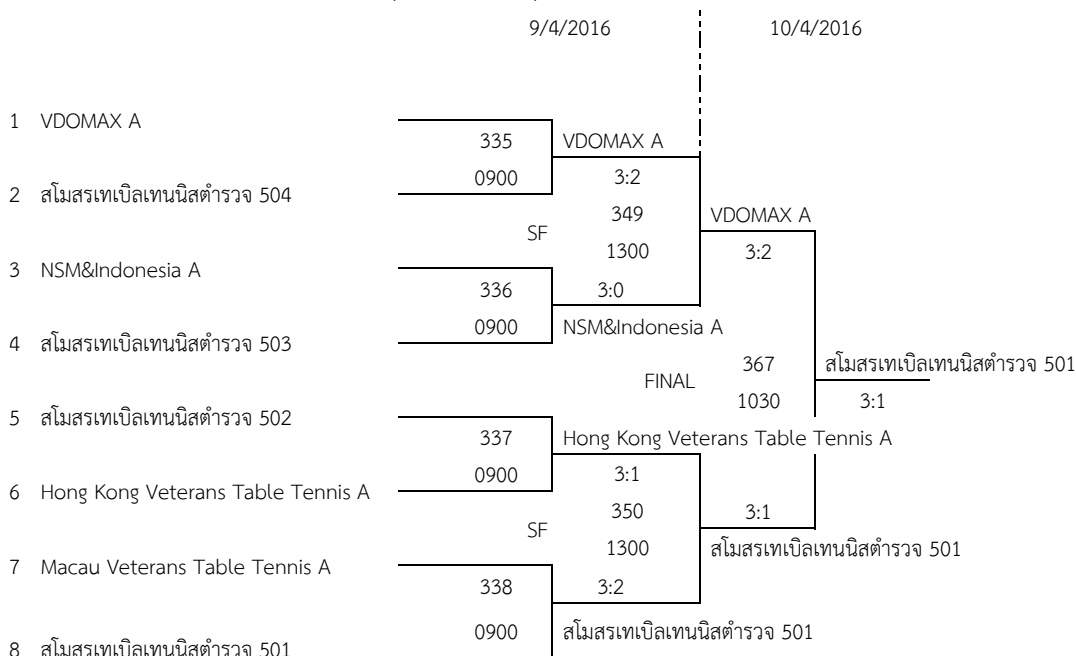 9/4/2016 10/4/2016
1 VDOMAX A
335 VDOMAX A
0900 3:2
2 สโมสรเทเบิลเทนนิสตำรวจ 504
349 VDOMAX A
SF
1300 3:2
3 NSM&Indonesia A
336 3:0
0900 NSM&Indonesia A
4 สโมสรเทเบิลเทนนิสตำรวจ 503
367 สโมสรเทเบิลเทนนิสตำรวจ 501
FINAL
1030 3:1
5 สโมสรเทเบิลเทนนิสตำรวจ 502
337 Hong Kong Veterans Table Tennis A
0900 3:1
6 Hong Kong Veterans Table Tennis A
350 3:1
SF
1300 สโมสรเทเบิลเทนนิสตำรวจ 501
7 Macau Veterans Table Tennis A
338 3:2
0900 สโมสรเทเบิลเทนนิสตำรวจ 501
8 สโมสรเทเบิลเทนนิสตำรวจ 501